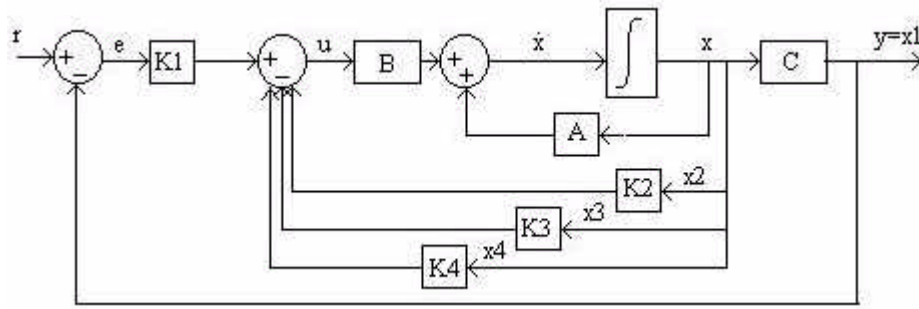 r
+
−
e
K1
+
−
u
B
+
+
ẋ
∫
x
C
y=x1
A
K2
x2
K3
x3
K4
x4